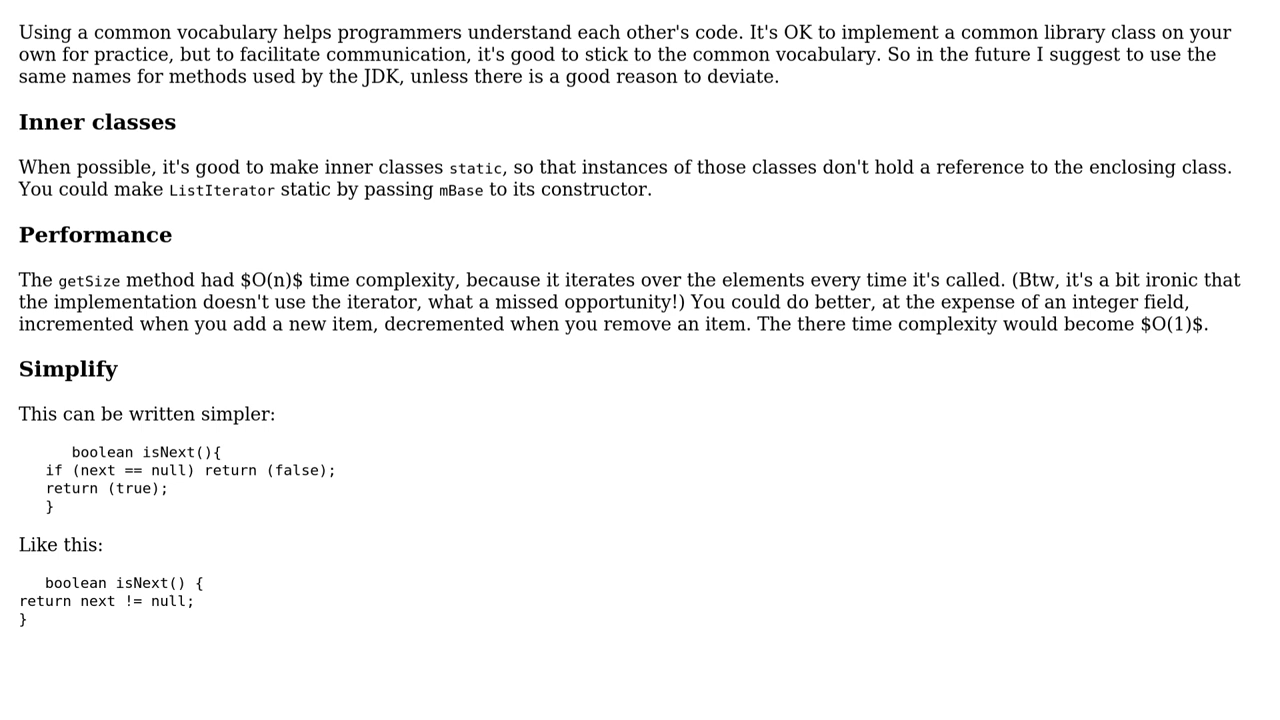 Using a common vocabulary helps programmers understand each other's code. It's OK to implement a common library class on your
own for practice, but to facilitate communication, it's good to stick to the common vocabulary. So in the future I suggest to use the
same names for methods used by the JDK, unless there is a good reason to deviate.
Inner classes
When possible, it's good to make inner classes static, so that instances of those classes don't hold a reference to the enclosing class.
You could make ListIterator static by passing mBase to its constructor.
Performance
The getSize method had $O(n)$ time complexity, because it iterates over the elements every time it's called. (Btw, it's a bit ironic that
the implementation doesn't use the iterator, what a missed opportunity!) You could do better, at the expense of an integer field,
incremented when you add a new item, decremented when you remove an item. The there time complexity would become $O(1)$.
Simplify
This can be written simpler:
      boolean isNext(){
   if (next == null) return (false);
   return (true);
   }
Like this:
   boolean isNext() {
return next != null;
}